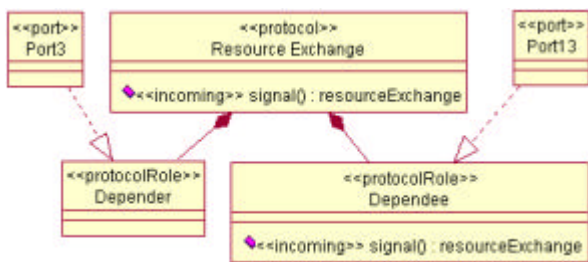 <<port>>
Port3
<<protocol>>
Resource Exchange
<<incoming>> signal() : resourceExchange
<<port>>
Port13
<<protocolRole>>
Depender
<<protocolRole>>
Dependee
<<incoming>> signal() : resourceExchange